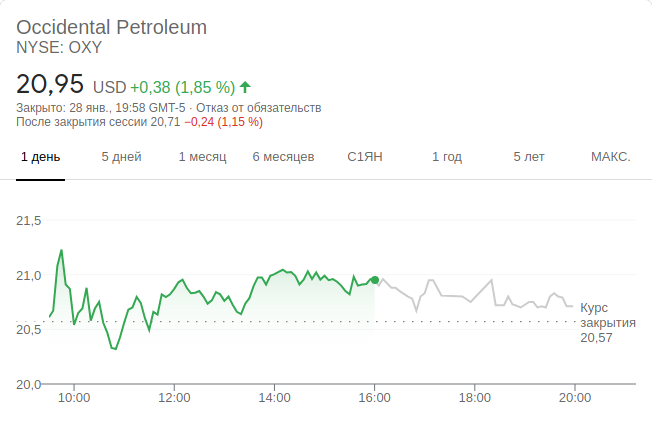 Occidental Petroleum
NYSE: OXY
20,95 USD +0,38 (1,85 %)
Закрыто: 28 янв., 19:58 GMT-5 · Отказ от обязательств
После закрытия сессии 20,71 −0,24 (1,15 %)
1 день 5 дней 1 месяц 6 месяцев С1ЯН 1 год 5 лет МАКС.
21,5
21,0
20,5
20,0
Курс
закрытия
20,57
10:00 12:00 14:00 16:00 18:00 20:00